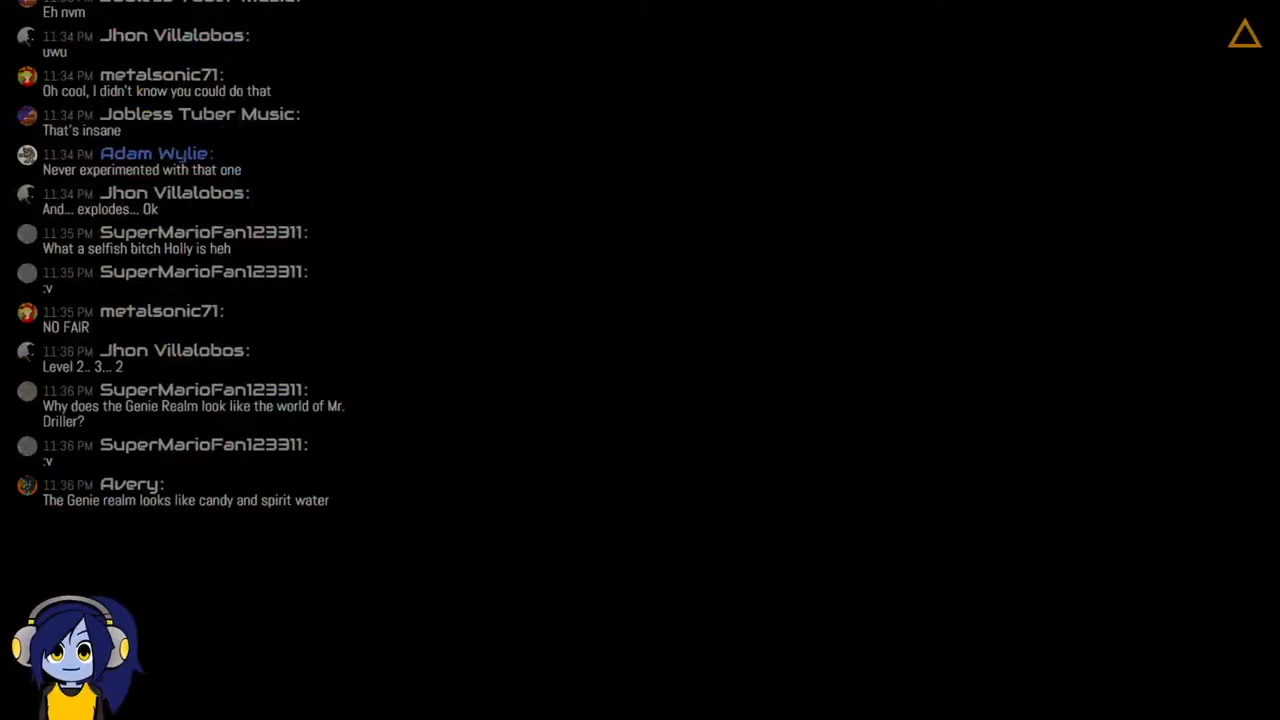 Eh nvm
11:34 PM Jhon Villalobos:
uwu
11:34 PM metalsonic71:
Oh cool, I didn't know you could do that
11:34 PM Jobless Tuber Music:
That's insane
11:34 PM Adam Wylie:
Never experimented with that one
11:34 PM Jhon Villalobos:
And... explodes... Ok
11:35 PM SuperMarioFan123311:
What a selfish bitch Holly is heh
11:35 PM SuperMarioFan123311:
:v
11:35 PM metalsonic71:
NO FAIR
11:36 PM Jhon Villalobos:
Level 2.. 3... 2
11:36 PM SuperMarioFan123311:
Why does the Genie Realm look like the world of Mr.
Driller?
11:36 PM SuperMarioFan123311:
:v
11:36 PM Avery:
The Genie realm looks like candy and spirit water